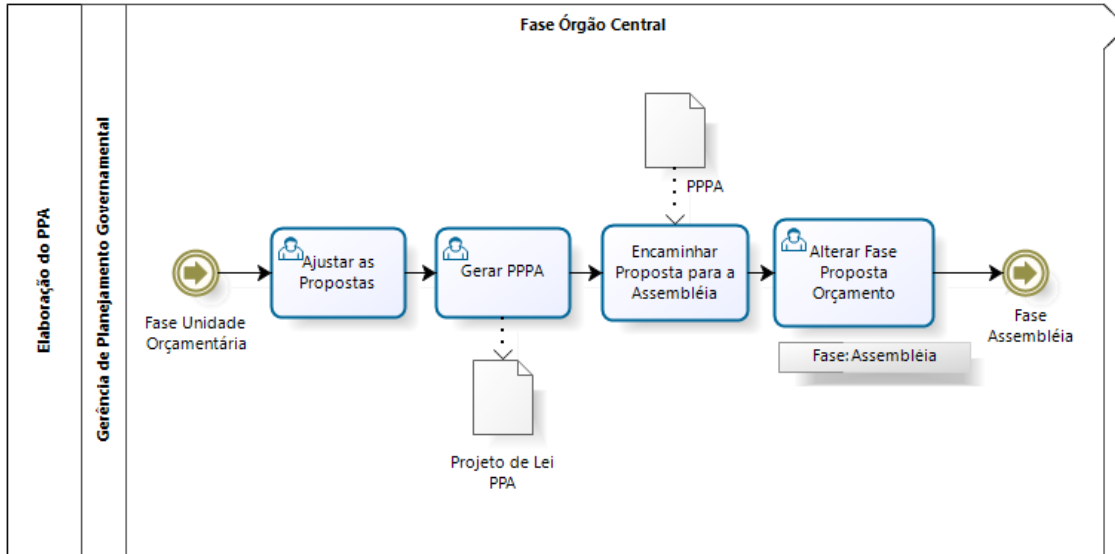 Elaboração do PPA
Gerência de Planejamento Governamental
Fase Órgão Central
Fase Unidade
Orçamentária
Ajustar as
Propostas
Gerar PPPA
Projeto de Lei
PPA
PPPA
Encaminhar
Proposta para a
Assembléia
Alterar Fase
Proposta
Orçamento
Fase: Assembléia
Fase
Assembléia